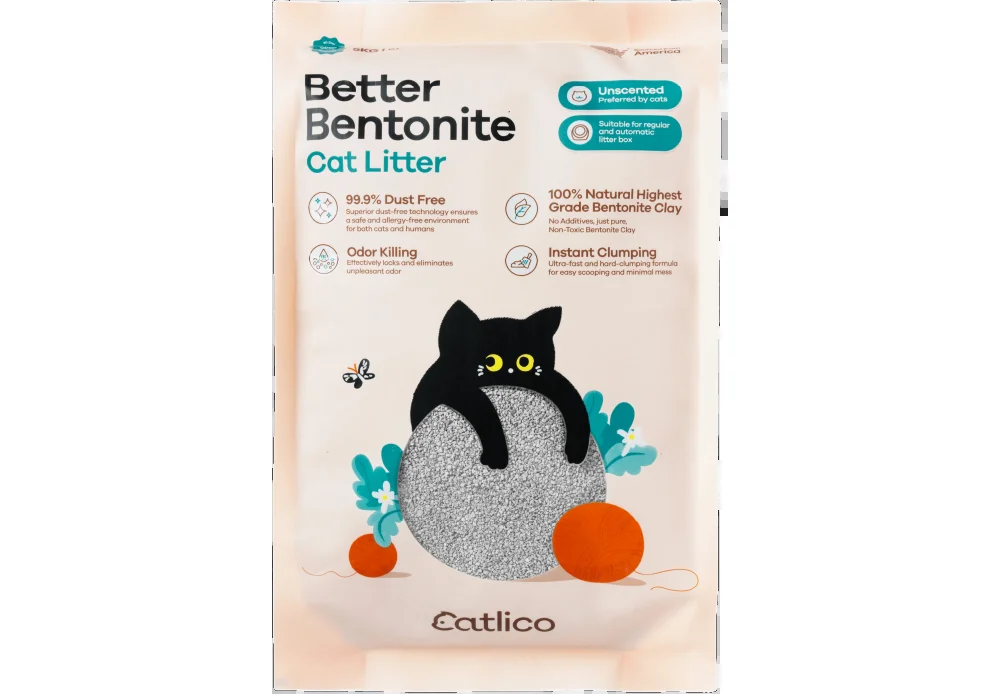 America
Better
Bentonite
Cat Litter
Unscented
Preferred by cats
Suitable for regular
and automatic
litter box
99.9% Dust Free
Superior dust-free technology ensures
a safe and allergy-free environment
for both cats and humans
100% Natural Highest
Grade Bentonite Clay
No Additives, just pure,
Non-Toxic Bentonite Clay
Odor Killing
Effectively locks and eliminates
unpleasant odor
Instant Clumping
Ultra-fast and hard-clumping formula
for easy scooping and minimal mess
Catlico